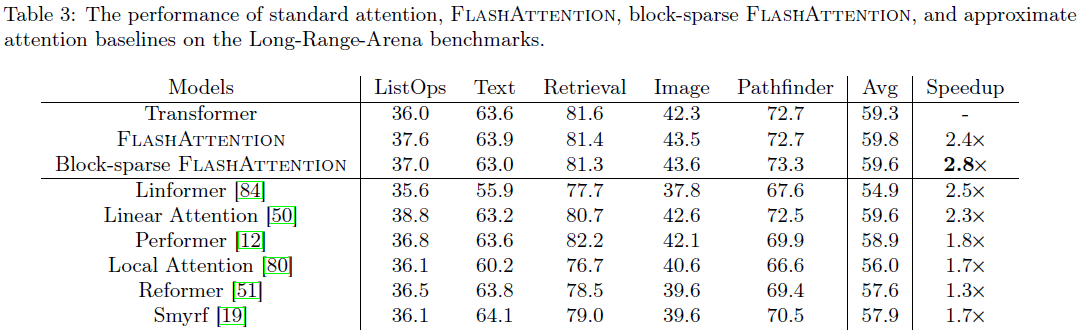 Table 3: The performance of standard attention, FLASHATTENTION, block-sparse FLASHATTENTION, and approximate
attention baselines on the Long-Range-Arena benchmarks.
Models ListOps Text Retrieval Image Pathfinder Avg Speedup
Transformer 36.0 63.6 81.6 42.3 72.7 59.3 -
FLASHATTENTION 37.6 63.9 81.4 43.5 72.7 59.8 2.4×
Block-sparse FLASHATTENTION 37.0 63.0 81.3 43.6 73.3 59.6 2.8×
Linformer [84] 35.6 55.9 77.7 37.8 67.6 54.9 2.5×
Linear Attention [50] 38.8 63.2 80.7 42.6 72.5 59.6 2.3×
Performer [12] 36.8 63.6 82.2 42.1 69.9 58.9 1.8×
Local Attention [80] 36.1 60.2 76.7 40.6 66.6 56.0 1.7×
Reformer [51] 36.5 63.8 78.5 39.6 69.4 57.6 1.3×
Smyrf [19] 36.1 64.1 79.0 39.6 70.5 57.9 1.7×